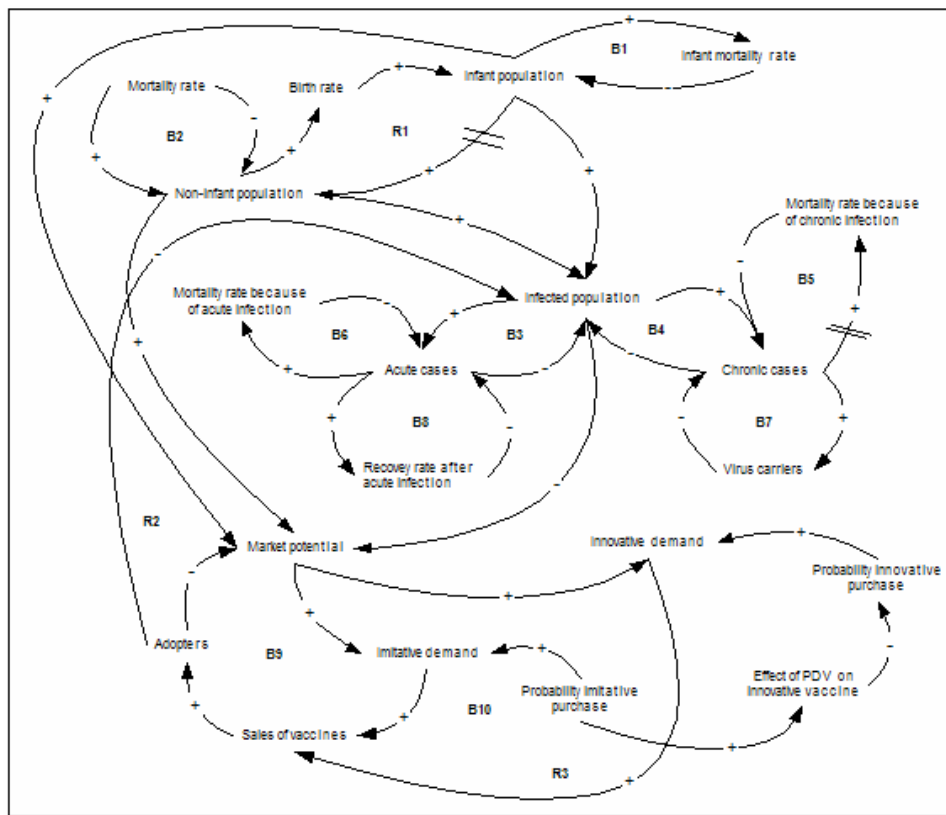 +
B1
Infant mortality rate
+
+
Infant population
Mortality rate
Birth rate
-
-
B2
R1
+
+
+
+
Non-infant population
+
Mortality rate because
of chronic infection
-
-
B5
Mortality rate because
of acute infection
-
Infected population
+
+
+
B6
B3
B4
+
+
Acute cases
-
-
Chronic cases
+
B8
-
-
B7
+
Recovey rate after
acute infection
Virus carriers
-
R2
Market potential
Innovative demand
+
Probability innovative
purchase
-
+
+
Adopters
B9
Imitative demand
+
-
Probability imitative
purchase
Effect of PDV on
innovative vaccine
+
+
B10
Sales of vaccines
+
R3
+